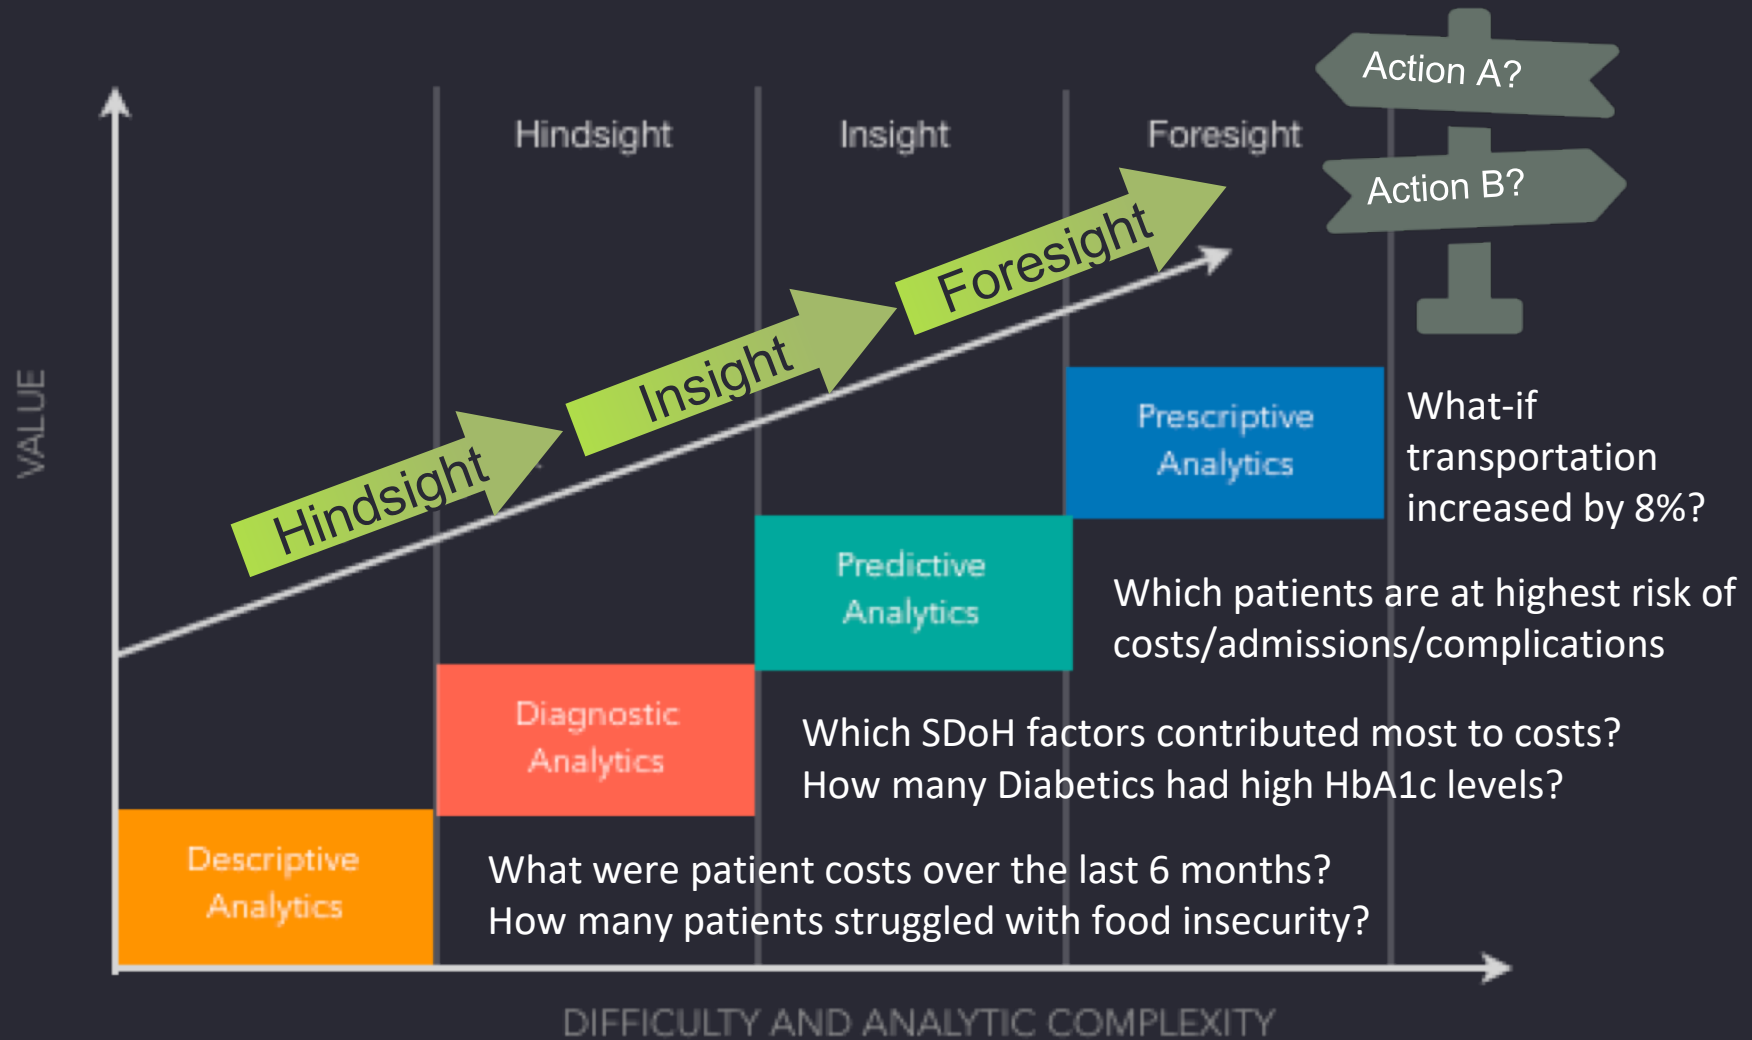 Action A?
Hindsight
Insight
Foresight
Action B?
Foresight
Insight
Hindsight
VALUE
Prescriptive
Analytics
What-if
transportation
increased by 8%?
Predictive
Analytics
Which patients are at highest risk of
costs/admissions/complications
Diagnostic
Analytics
Which SDoH factors contributed most to costs?
How many Diabetics had high HbA1c levels?
Descriptive
Analytics
What were patient costs over the last 6 months?
How many patients struggled with food insecurity?
DIFFICULTY AND ANALYTIC COMPLEXITY